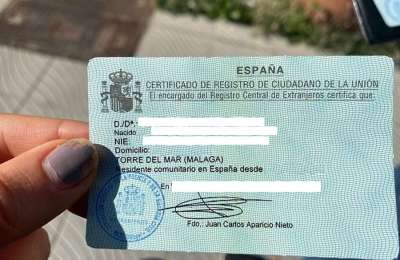 ESPAÑA
CERTIFICADO DE REGISTRO DE CIUDADANO DE LA UNIÓN
El encargado del Registro Central de Extranjeros certifica que:
D./Dª.
Nacido
NIE:
Domicilio:
TORRE DEL MAR (MALAGA)
Residente comunitario en España desde
En
Fdo., Juan Carlos Aparicio Nieto